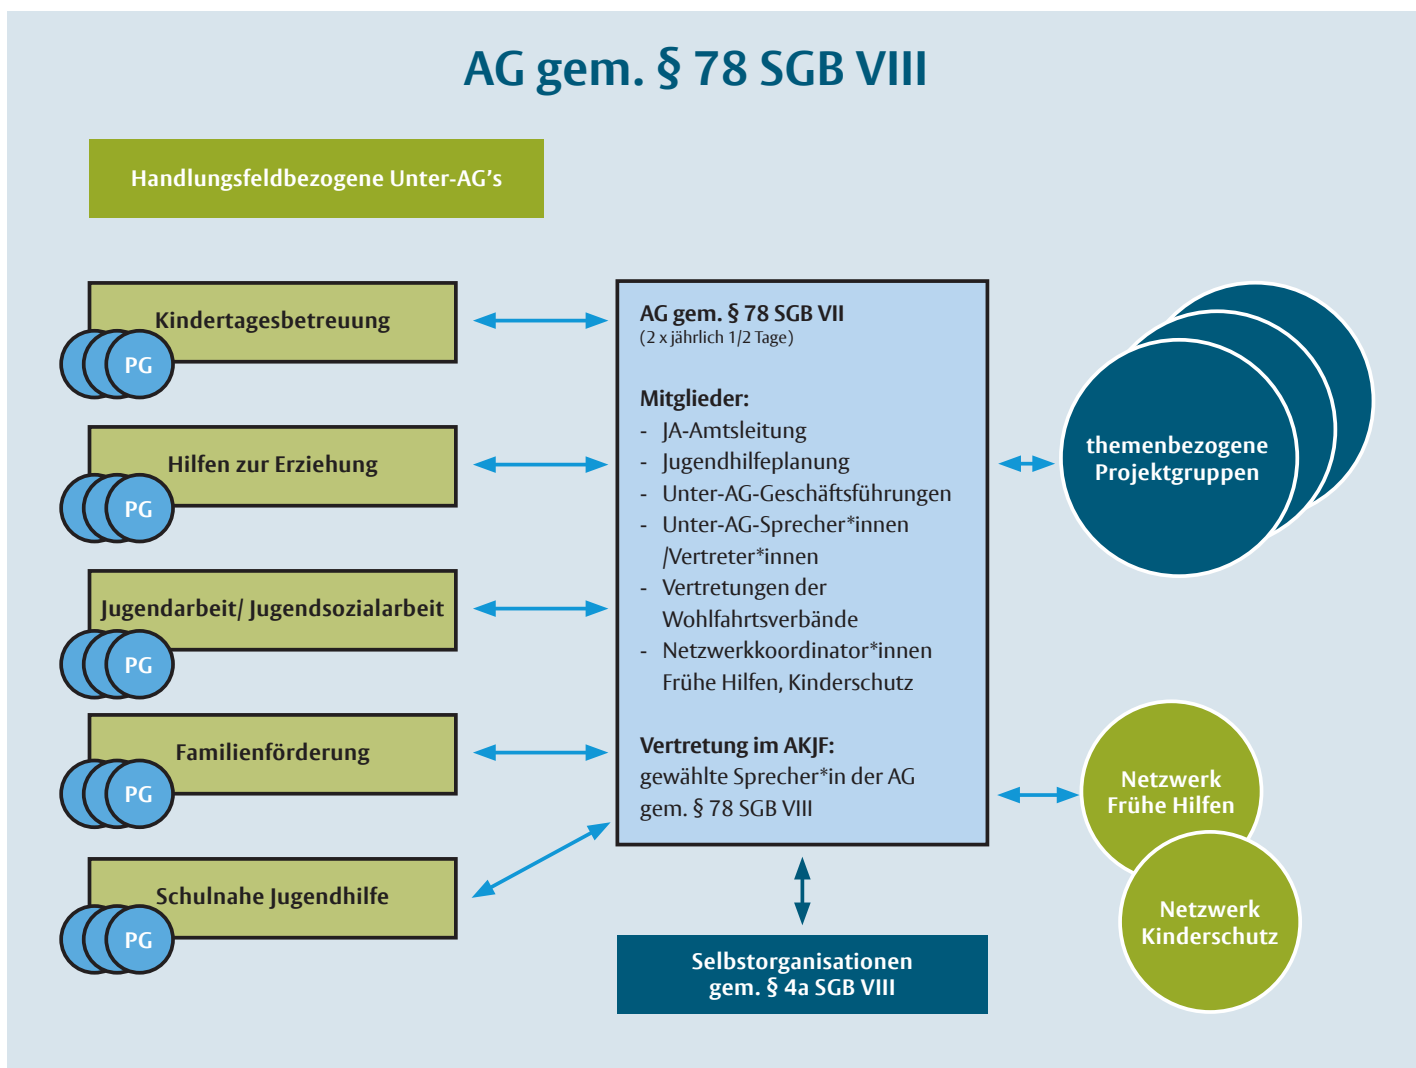 AG gem. § 78 SGB VIII
Handlungsfeldbezogene Unter-AG's
Kindertagesbetreuung
PG
Hilfen zur Erziehung
PG
Jugendarbeit/ Jugendsozialarbeit
PG
Familienförderung
PG
Schulnahe Jugendhilfe
PG
AG gem. § 78 SGB VII
(2 x jährlich 1/2 Tage)
Mitglieder:
- JA-Amtsleitung
- Jugendhilfeplanung
- Unter-AG-Geschäftsführungen
- Unter-AG-Sprecher*innen
/Vertreter*innen
- Vertretungen der
Wohlfahrtsverbände
- Netzwerkkoordinator*innen
Frühe Hilfen, Kinderschutz
Vertretung im AKJF:
gewählte Sprecher*in der AG
gem. § 78 SGB VIII
Selbstorganisationen
gem. § 4a SGB VIII
themenbezogene
Projektgruppen
Netzwerk
Frühe Hilfen
Netzwerk
Kinderschutz